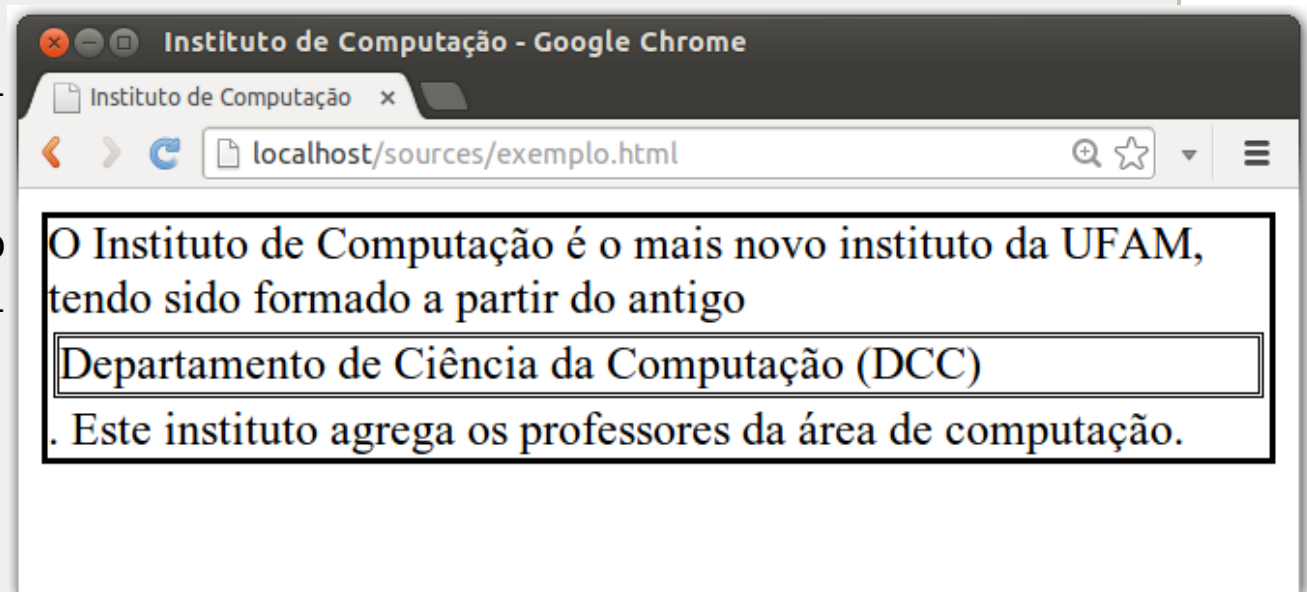 Instituto de Computação - Google Chrome
Instituto de Computação
localhost/sources/exemplo.html
O Instituto de Computação é o mais novo instituto da UFAM,
tendo sido formado a partir do antigo
Departamento de Ciência da Computação (DCC)
. Este instituto agrega os professores da área de computação.